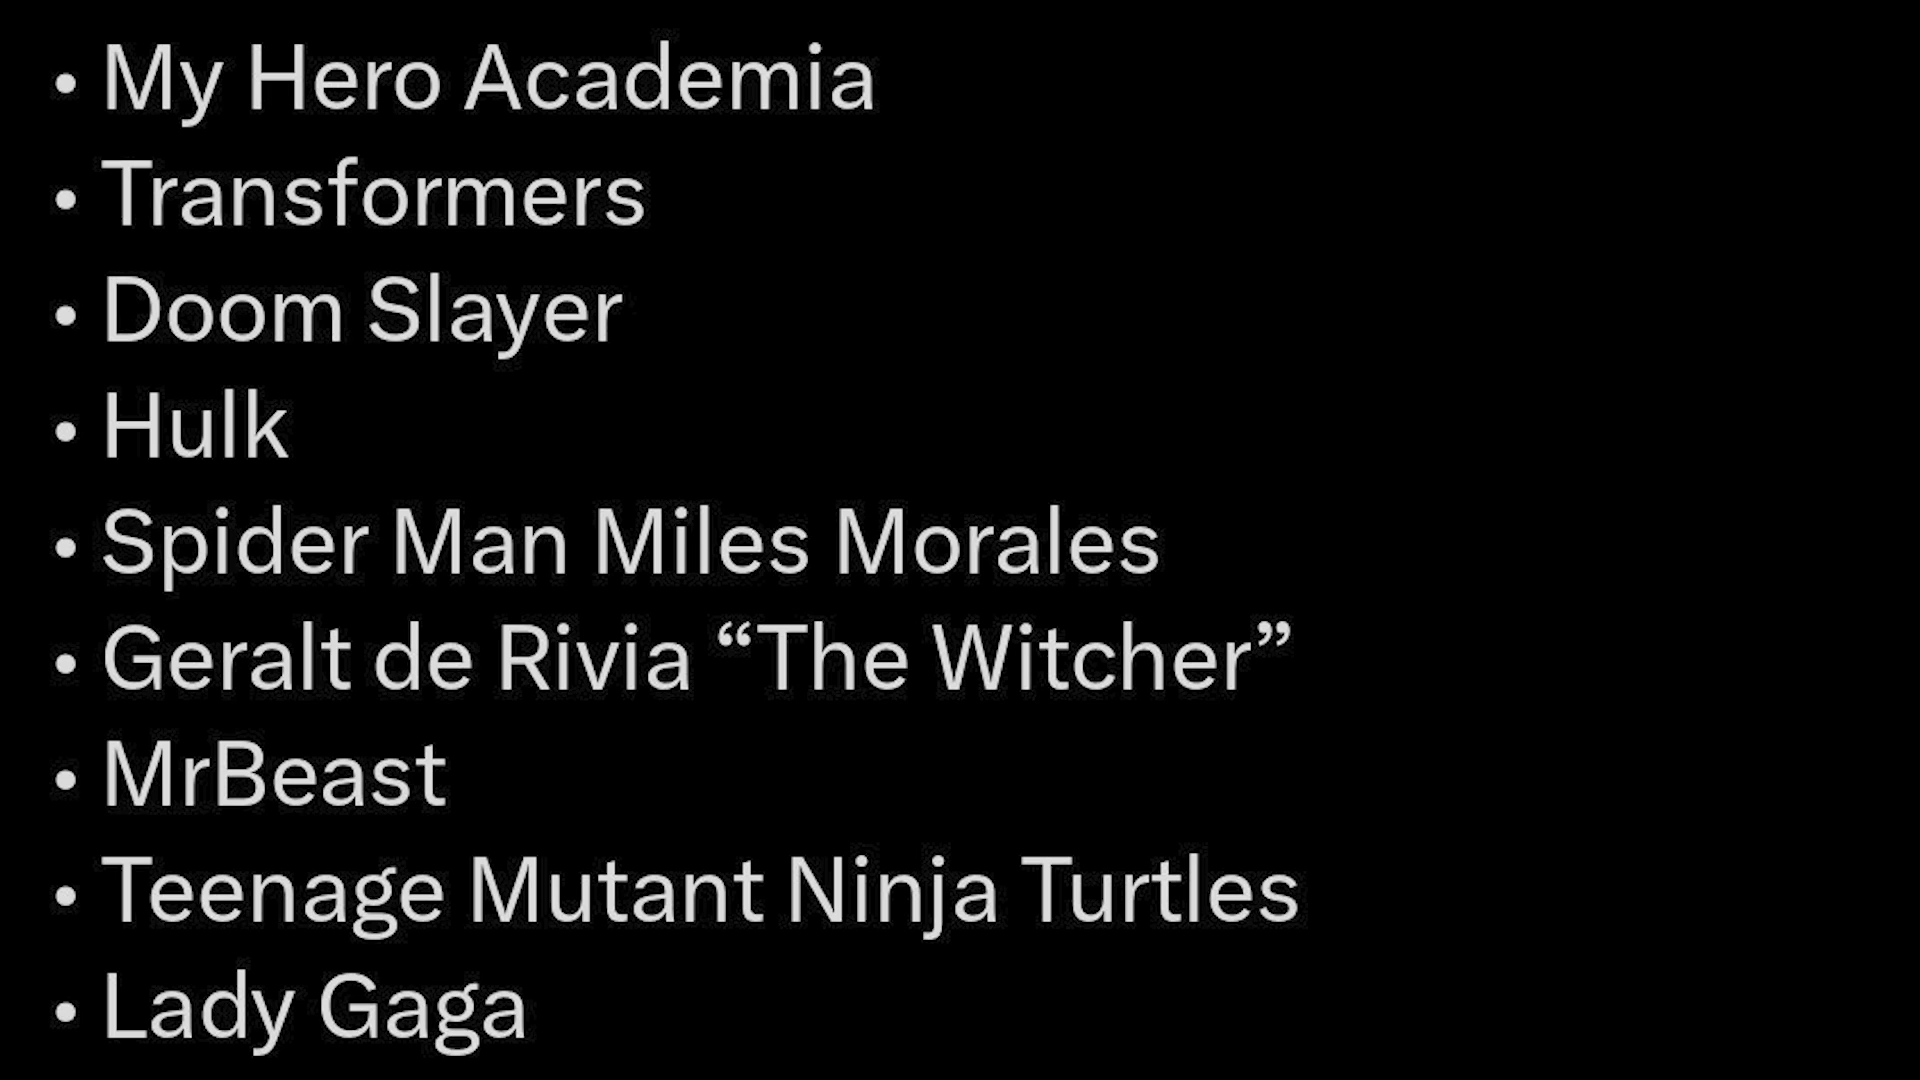 • My Hero Academia
• Transformers
• Doom Slayer
• Hulk
• Spider Man Miles Morales
• Geralt de Rivia “The Witcher”
• MrBeast
• Teenage Mutant Ninja Turtles
• Lady Gaga